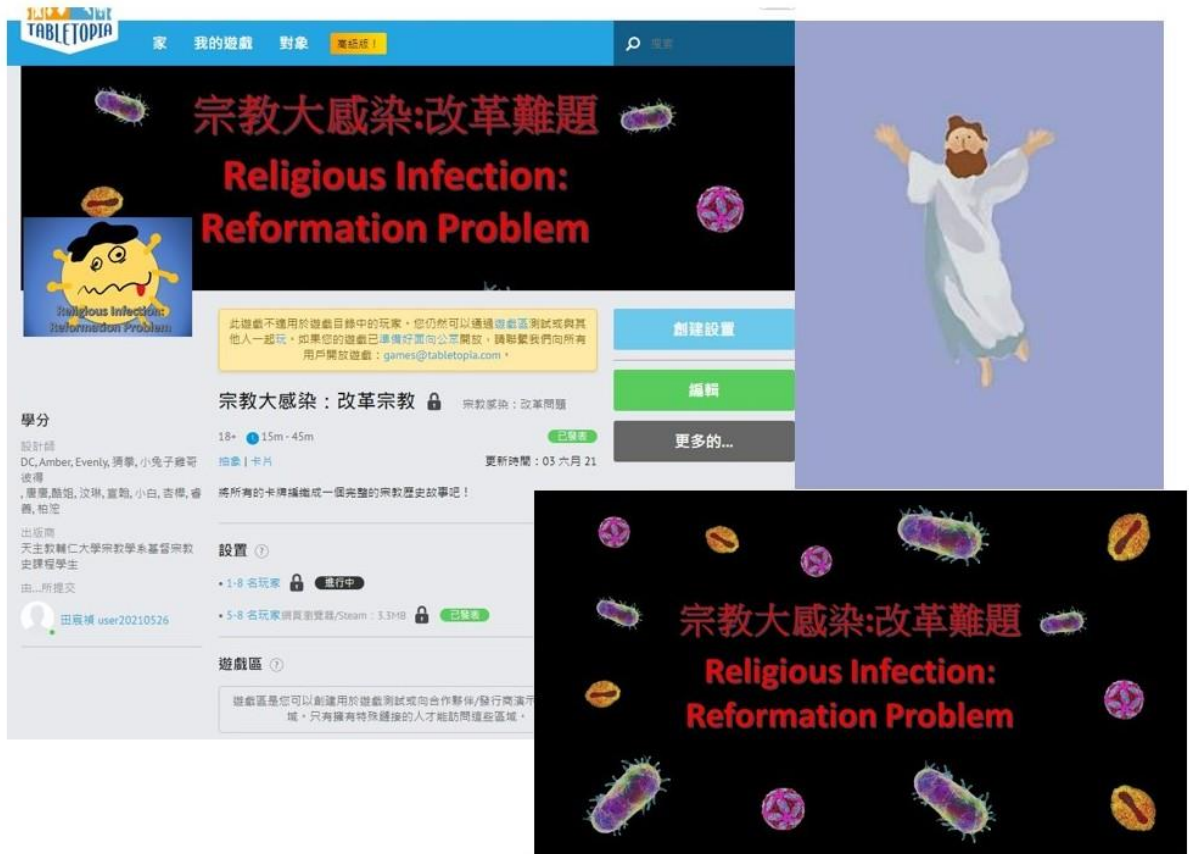 TABLETOPIA
家 我的遊戲 對象 高級版！
搜索
宗教大感染:改革難題
Religious Infection:
Reformation Problem
Religious Infection:
Reformation Problem
此遊戲不適用於遊戲目錄中的玩家。您仍然可以通過遊戲區測試或與其
他人一起玩。如果您的遊戲已準備好面向公眾開放，請聯繫我們向所有
用戶開放遊戲：games@tabletopia.com。
創建設置
編輯
更多的...
宗教大感染：改革宗教 宗教感染：改革問題
18+ 15m - 45m 已發表
抽象 | 卡片 更新時間：03 六月 21
將所有的卡牌編織成一個完整的宗教歷史故事吧！
學分
設計師
DC, Amber, Evenly, 猜拳, 小兔子雞哥
彼得
, 唐唐,酷姐, 汶琳, 宣翰, 小白, 杏樺, 睿
義, 柏宏
出版商
天主教輔仁大學宗教學系基督宗教
史課程學生
由...所提交
田宸禎 user20210526
設置 ?
• 1-8 名玩家 進行中
• 5-8 名玩家 網頁瀏覽器/Steam：3.3MB 已發表
遊戲區 ?
遊戲區是您可以創建用於遊戲測試或向合作夥伴/發行商演示
域。只有擁有特殊鏈接的人才能訪問這些區域。
宗教大感染:改革難題
Religious Infection:
Reformation Problem